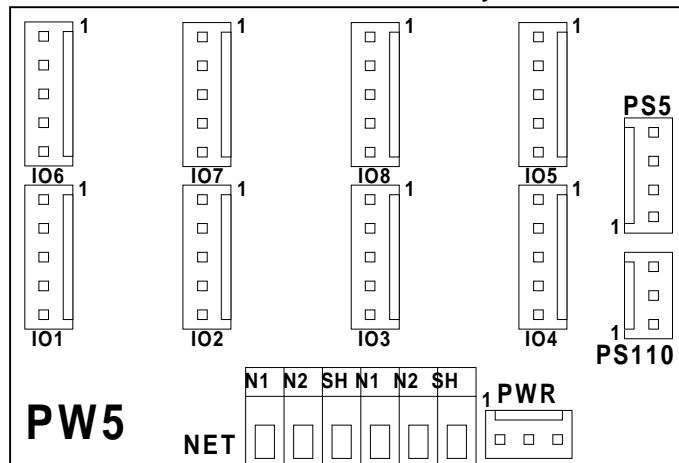 1 1 1 1
PS5
IO6 IO7 IO8 IO5
1 1 1 1
1
IO1 IO2 IO3 IO4
1
PS110
N1 N2 SH N1 N2 SH
1 PWR
PW5
NET